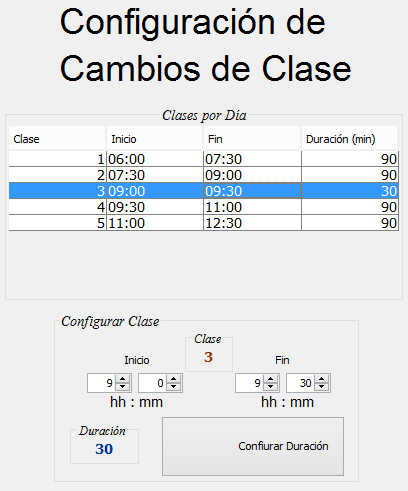 Configuración de
Cambios de Clase
Clases por Día
Clase Inicio Fin Duración (min)
1 06:00 07:30 90
2 07:30 09:00 90
3 09:00 09:30 30
4 09:30 11:00 90
5 11:00 12:30 90
Configurar Clase
Clase
Inicio 3 Fin
9 0 9 30
hh : mm hh : mm
Duración
30 Confiurar Duración